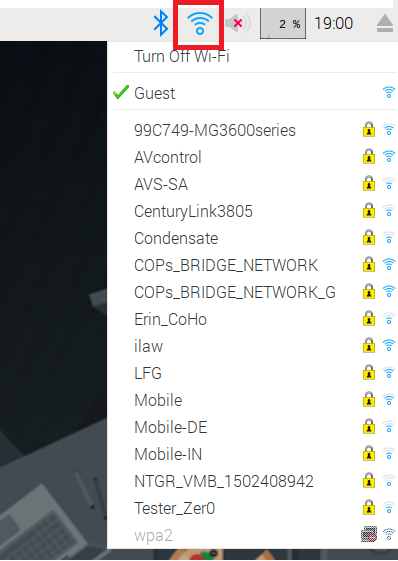 2 % 19:00
Turn Off Wi-Fi
Guest
99C749-MG3600series
AVcontrol
AVS-SA
CenturyLink3805
Condensate
COPs_BRIDGE_NETWORK
COPs_BRIDGE_NETWORK_G
Erin_CoHo
ilaw
LFG
Mobile
Mobile-DE
Mobile-IN
NTGR_VMB_1502408942
Tester_Zer0
wpa2